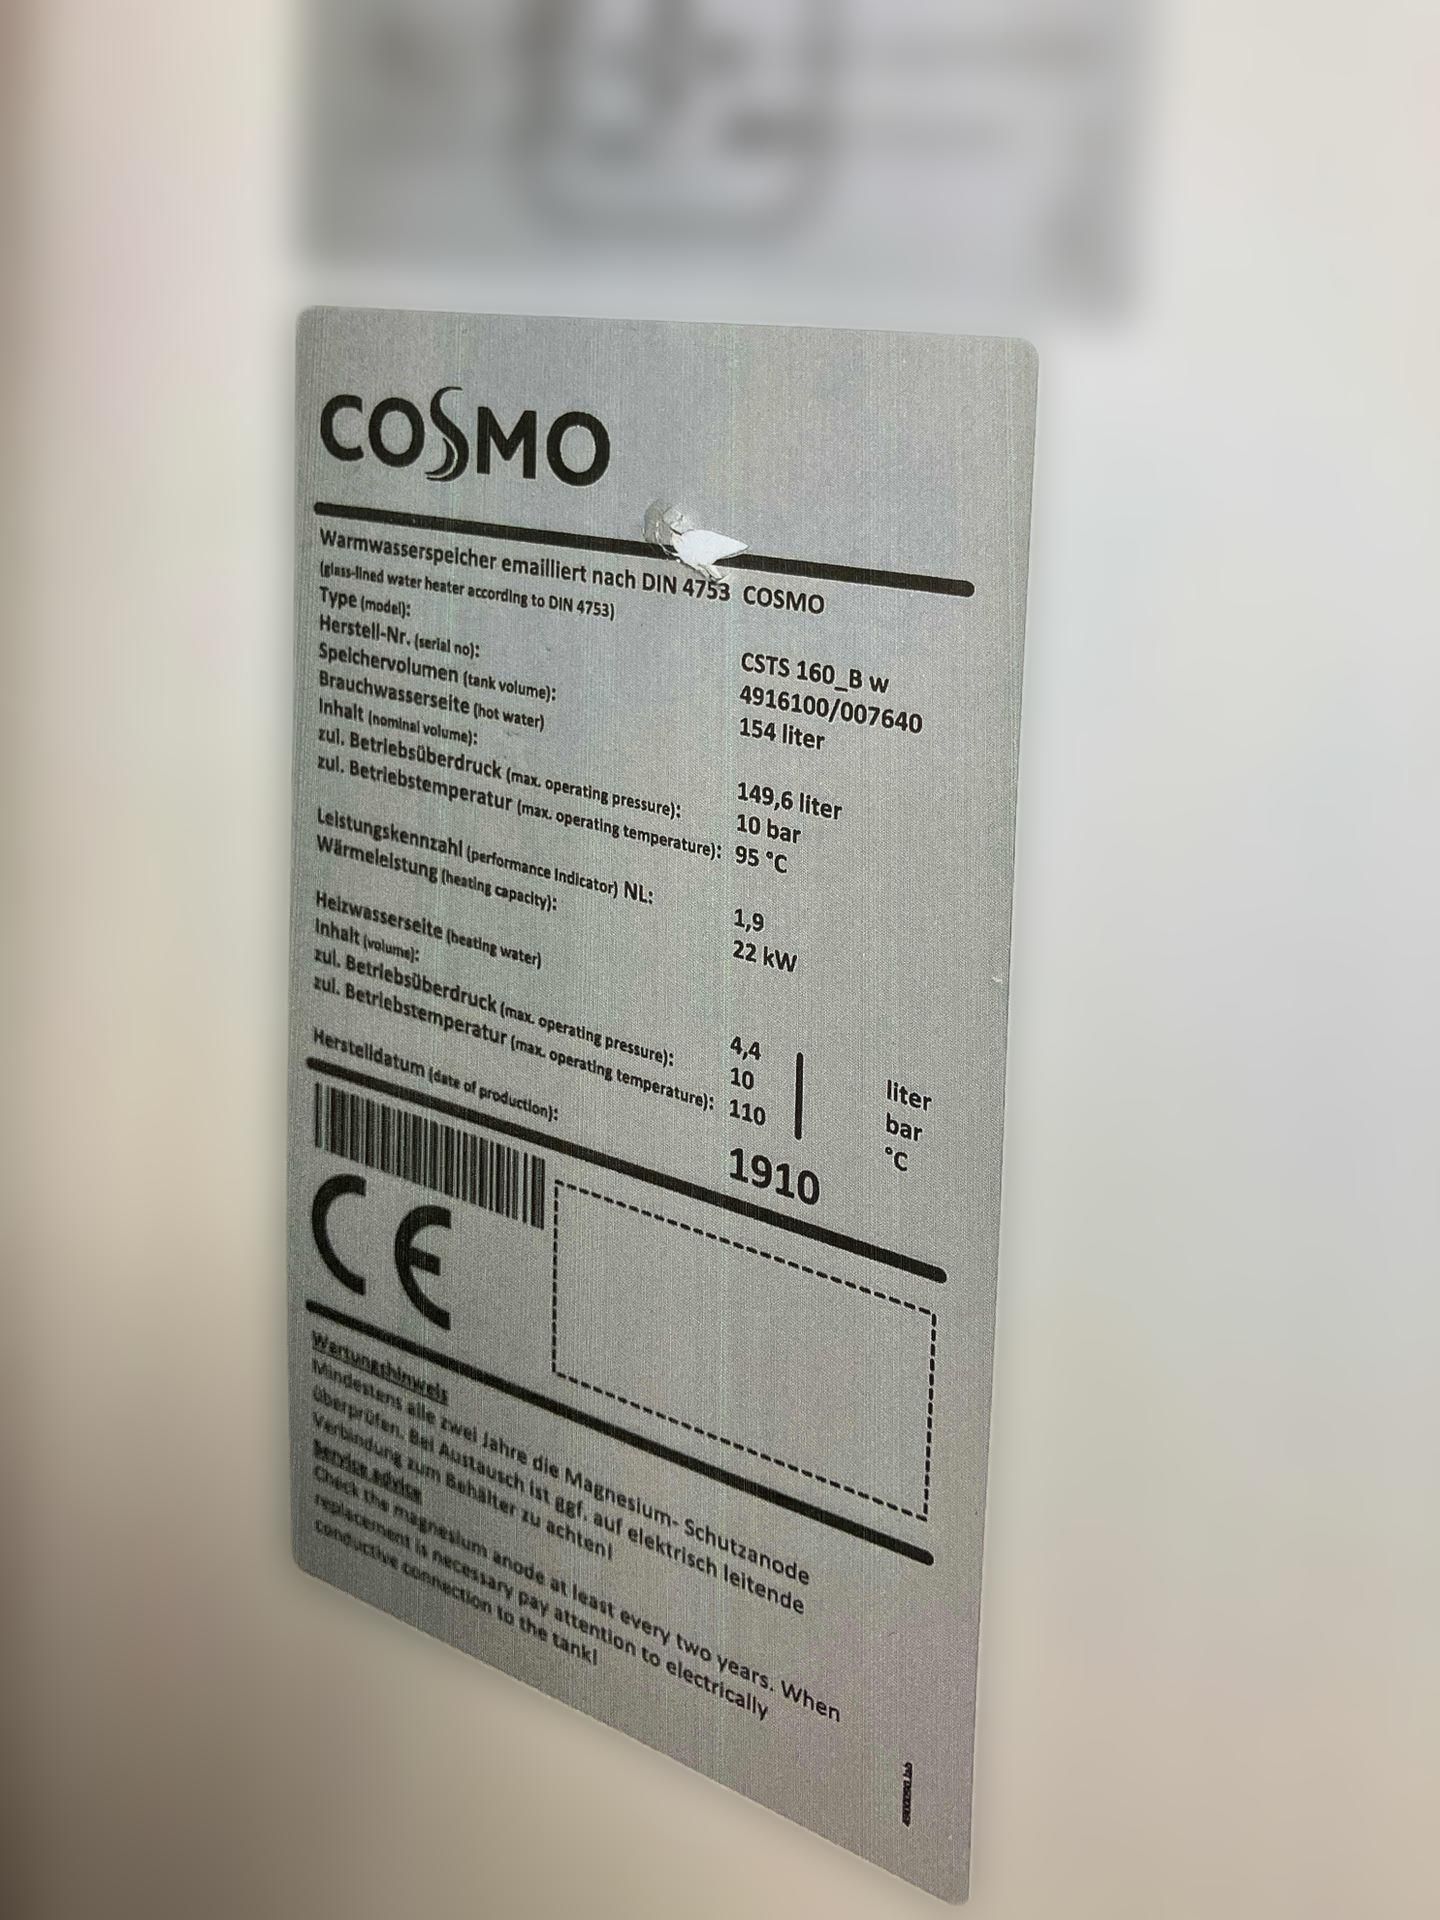 COSMO
Warmwasserspeicher emailliert nach DIN 4753 COSMO
(glass-lined water heater according to DIN 4753)
Type (model): CSTS 160_B w
Herstell-Nr. (serial no): 4916100/007640
Speichervolumen (tank volume): 154 liter
Brauchwasserseite (hot water)
Inhalt (nominal volume): 149,6 liter
zul. Betriebsüberdruck (max. operating pressure): 10 bar
zul. Betriebstemperatur (max. operating temperature): 95 °C
Leistungskennzahl (performance indicator) NL: 1,9
Wärmeleistung (heating capacity): 22 kW
Heizwasserseite (heating water)
Inhalt (volume): 4,4 liter
zul. Betriebsüberdruck (max. operating pressure): 10 bar
zul. Betriebstemperatur (max. operating temperature): 110 °C
Herstelldatum (date of production): 1910
CE
Wartungshinweis
Mindestens alle zwei Jahre die Magnesium- Schutzanode
überprüfen. Bei Austausch ist ggf. auf elektrisch leitende
Verbindung zum Behälter zu achten!
Service advise
Check the magnesium anode at least every two years. When
replacement is necessary pay attention to electrically
conductive connection to the tank!